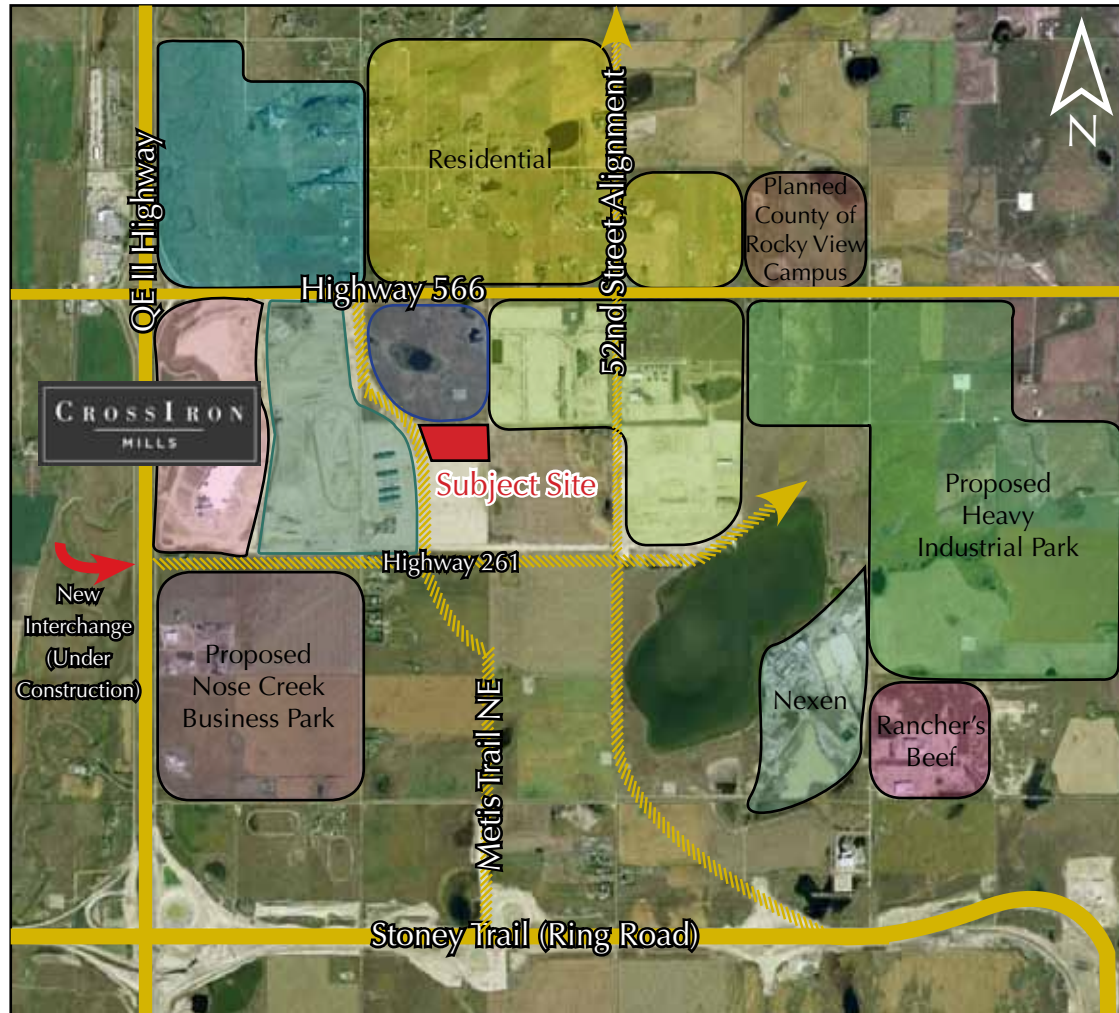 N
52nd Street Alignment
Residential
Planned
County of
Rocky View
Campus
QE II Highway
Highway 566
CROSSIRON
MILLS
Subject Site
Proposed
Heavy
Industrial Park
Highway 261
New
Interchange
(Under
Construction)
Proposed
Nose Creek
Business Park
Metis Trail NE
Nexen
Rancher's
Beef
Stoney Trail (Ring Road)